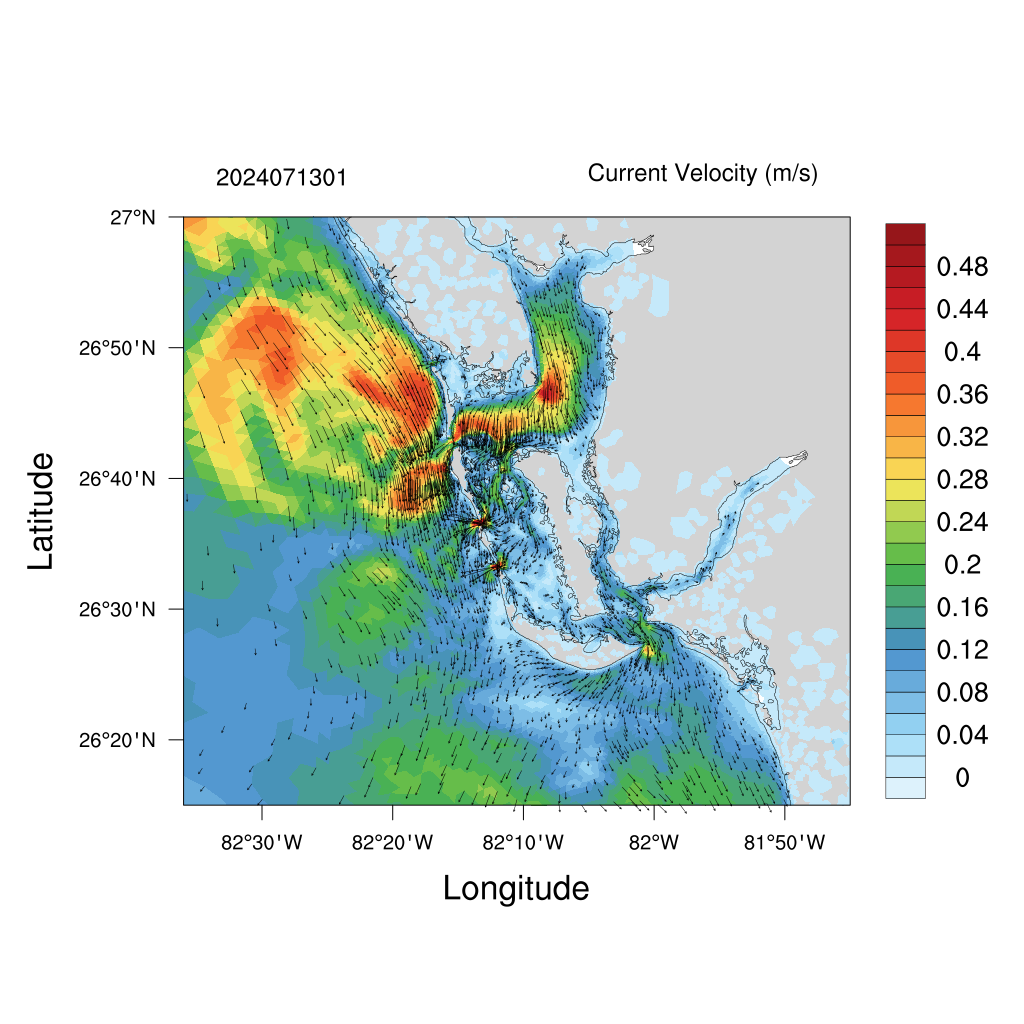 2024071301
Current Velocity (m/s)
27°N
26°50'N
26°40'N
26°30'N
26°20'N
Latitude
82°30'W
82°20'W
82°10'W
82°W
81°50'W
Longitude
0.48
0.44
0.4
0.36
0.32
0.28
0.24
0.2
0.16
0.12
0.08
0.04
0